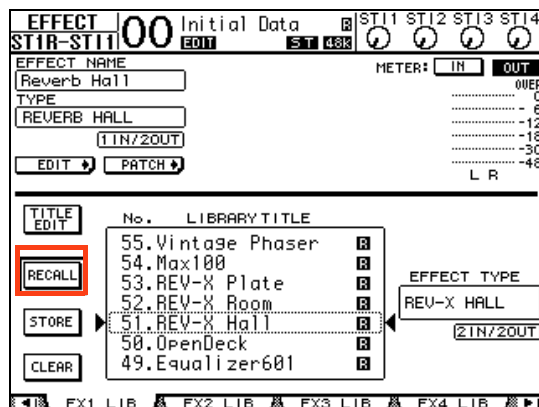 EFFECT 00 Initial Data R ST11 ST12 ST13 ST14
ST1R-ST11 EDIT ST 48k
EFFECT NAME
Reverb Hall
METER: IN OUT
TYPE
REVERB HALL
1IN/2OUT
EDIT PATCH
OVER
0
-6
-12
-18
-30
-48
L R
TITLE EDIT
No. LIBRARY TITLE
55.Vintage Phaser R
54.Max100 R
RECALL
53.REV-X Plate R
EFFECT TYPE
52.REV-X Room R
REV-X HALL
STORE
51.REV-X Hall R
2IN/2OUT
50.OpenDeck R
CLEAR
49.Equalizer601 R
FX1 LIB FX2 LIB FX3 LIB FX4 LIB